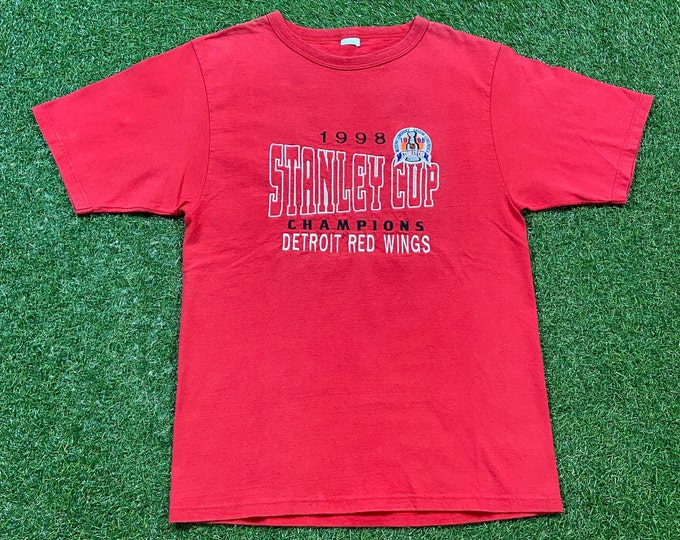 1998
STANLEY CUP
CHAMPIONS
DETROIT RED WINGS